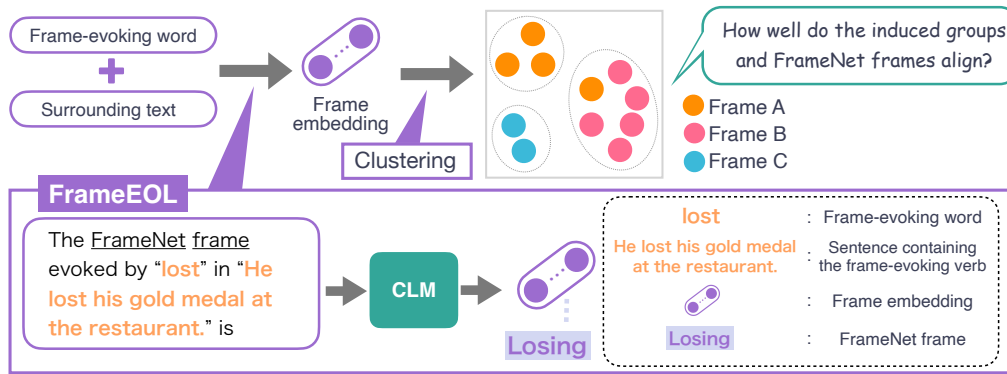 Frame-evoking word
Surrounding text
Frame
embedding
Clustering
How well do the induced groups
and FrameNet frames align?
Frame A
Frame B
Frame C
FrameEOL
The FrameNet frame
evoked by “lost” in “He
lost his gold medal at
the restaurant.” is
CLM
Losing
lost : Frame-evoking word
He lost his gold medal
at the restaurant. : Sentence containing
the frame-evoking verb
: Frame embedding
Losing : FrameNet frame